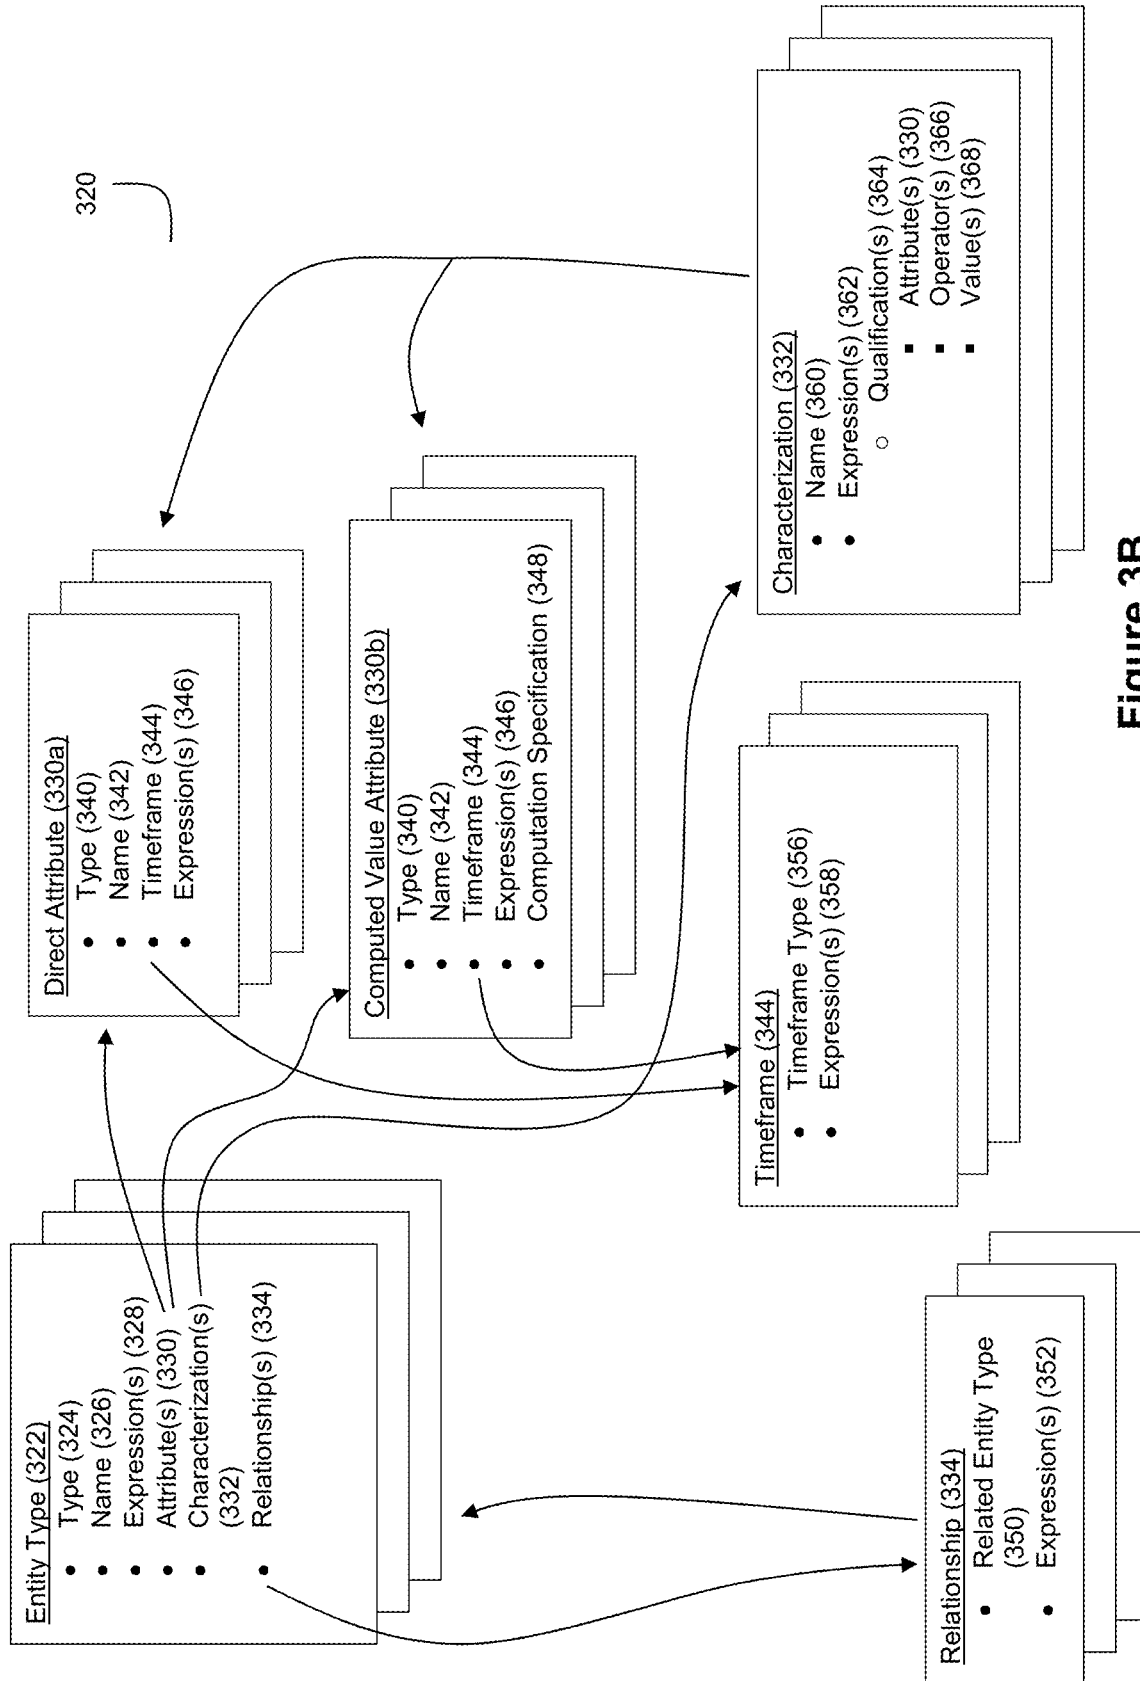 320
Entity Type (322)
• Type (324)
• Name (326)
• Expression(s) (328)
• Attribute(s) (330)
• Characterization(s)
(332)
• Relationship(s) (334)
Direct Attribute (330a)
• Type (340)
• Name (342)
• Timeframe (344)
• Expression(s) (346)
Computed Value Attribute (330b)
• Type (340)
• Name (342)
• Timeframe (344)
• Expression(s) (346)
• Computation Specification (348)
Relationship (334)
• Related Entity Type
(350)
• Expression(s) (352)
Timeframe (344)
• Timeframe Type (356)
• Expression(s) (358)
Characterization (332)
• Name (360)
• Expression(s) (362)
○ Qualification(s) (364)
▪ Attribute(s) (330)
▪ Operator(s) (366)
▪ Value(s) (368)
Figure 3B